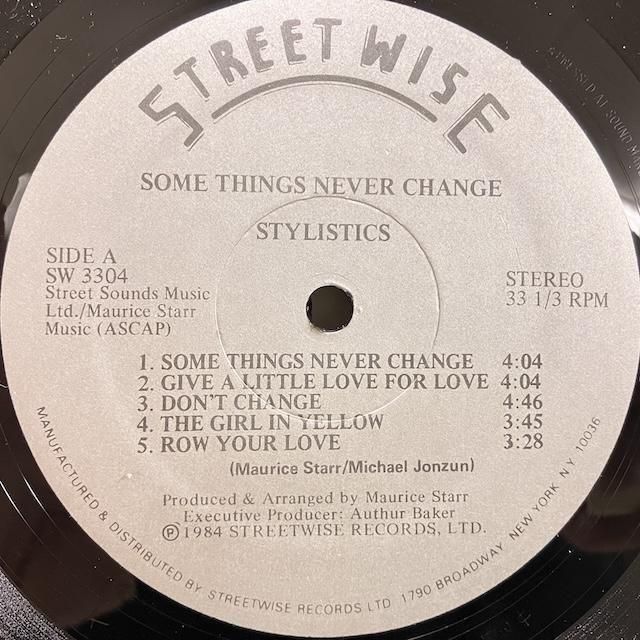 STREETWISE
SOME THINGS NEVER CHANGE
STYLISTICS
SIDE A
SW 3304
Street Sounds Music
Ltd./Maurice Starr
Music (ASCAP)
STEREO
33 1/3 RPM
1. SOME THINGS NEVER CHANGE 4:04
2. GIVE A LITTLE LOVE FOR LOVE 4:04
3. DON'T CHANGE 4:46
4. THE GIRL IN YELLOW 3:45
5. ROW YOUR LOVE 3:28
(Maurice Starr/Michael Jonzun)
Produced & Arranged by Maurice Starr
Executive Producer: Authur Baker
℗1984 STREETWISE RECORDS, LTD.
MANUFACTURED & DISTRIBUTED BY STREETWISE RECORDS LTD 1790 BROADWAY NEW YORK N Y 10036